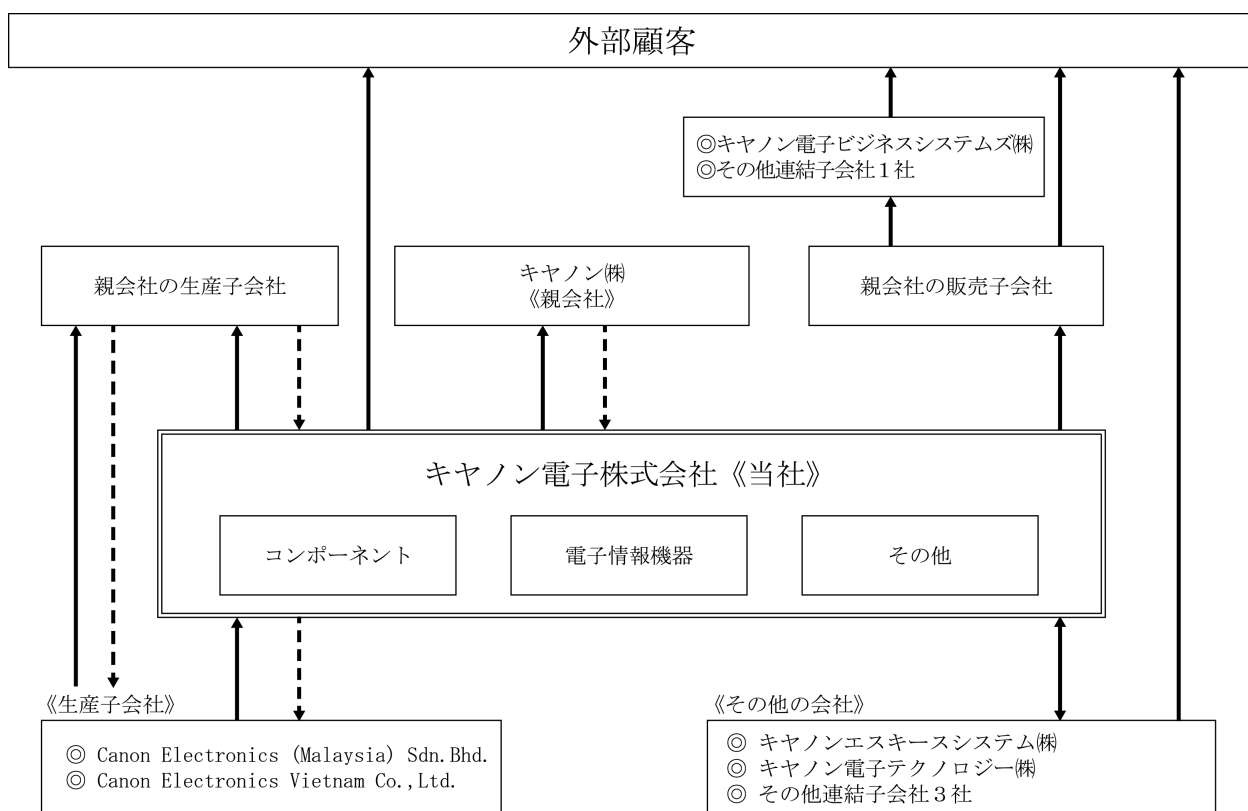 外部顧客
◎キヤノン電子ビジネスシステムズ㈱
◎その他連結子会社１社
親会社の生産子会社
キヤノン㈱
《親会社》
親会社の販売子会社
キヤノン電子株式会社《当社》
コンポーネント
電子情報機器
その他
《生産子会社》
◎ Canon Electronics (Malaysia) Sdn.Bhd.
◎ Canon Electronics Vietnam Co.,Ltd.
《その他の会社》
◎ キヤノンエスキースシステム㈱
◎ キヤノン電子テクノロジー㈱
◎ その他連結子会社３社